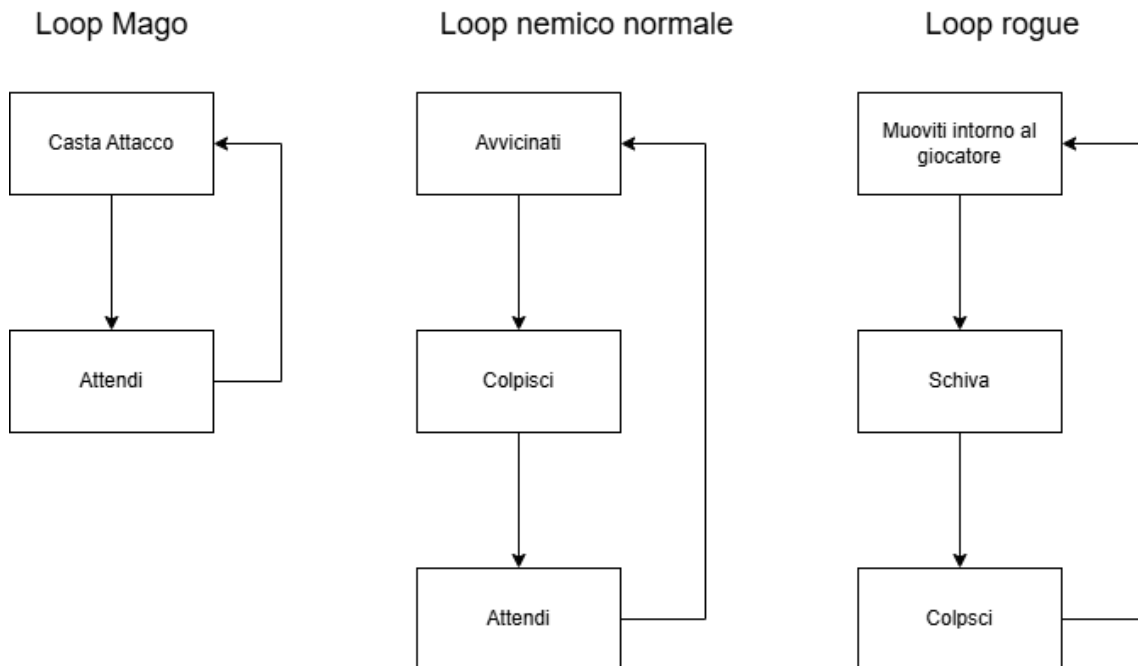 Loop Mago
Loop nemico normale
Loop rogue
Casta Attacco
Avvicinati
Muoviti intorno al
giocatore
Attendi
Colpisci
Schiva
Attendi
Colpsci